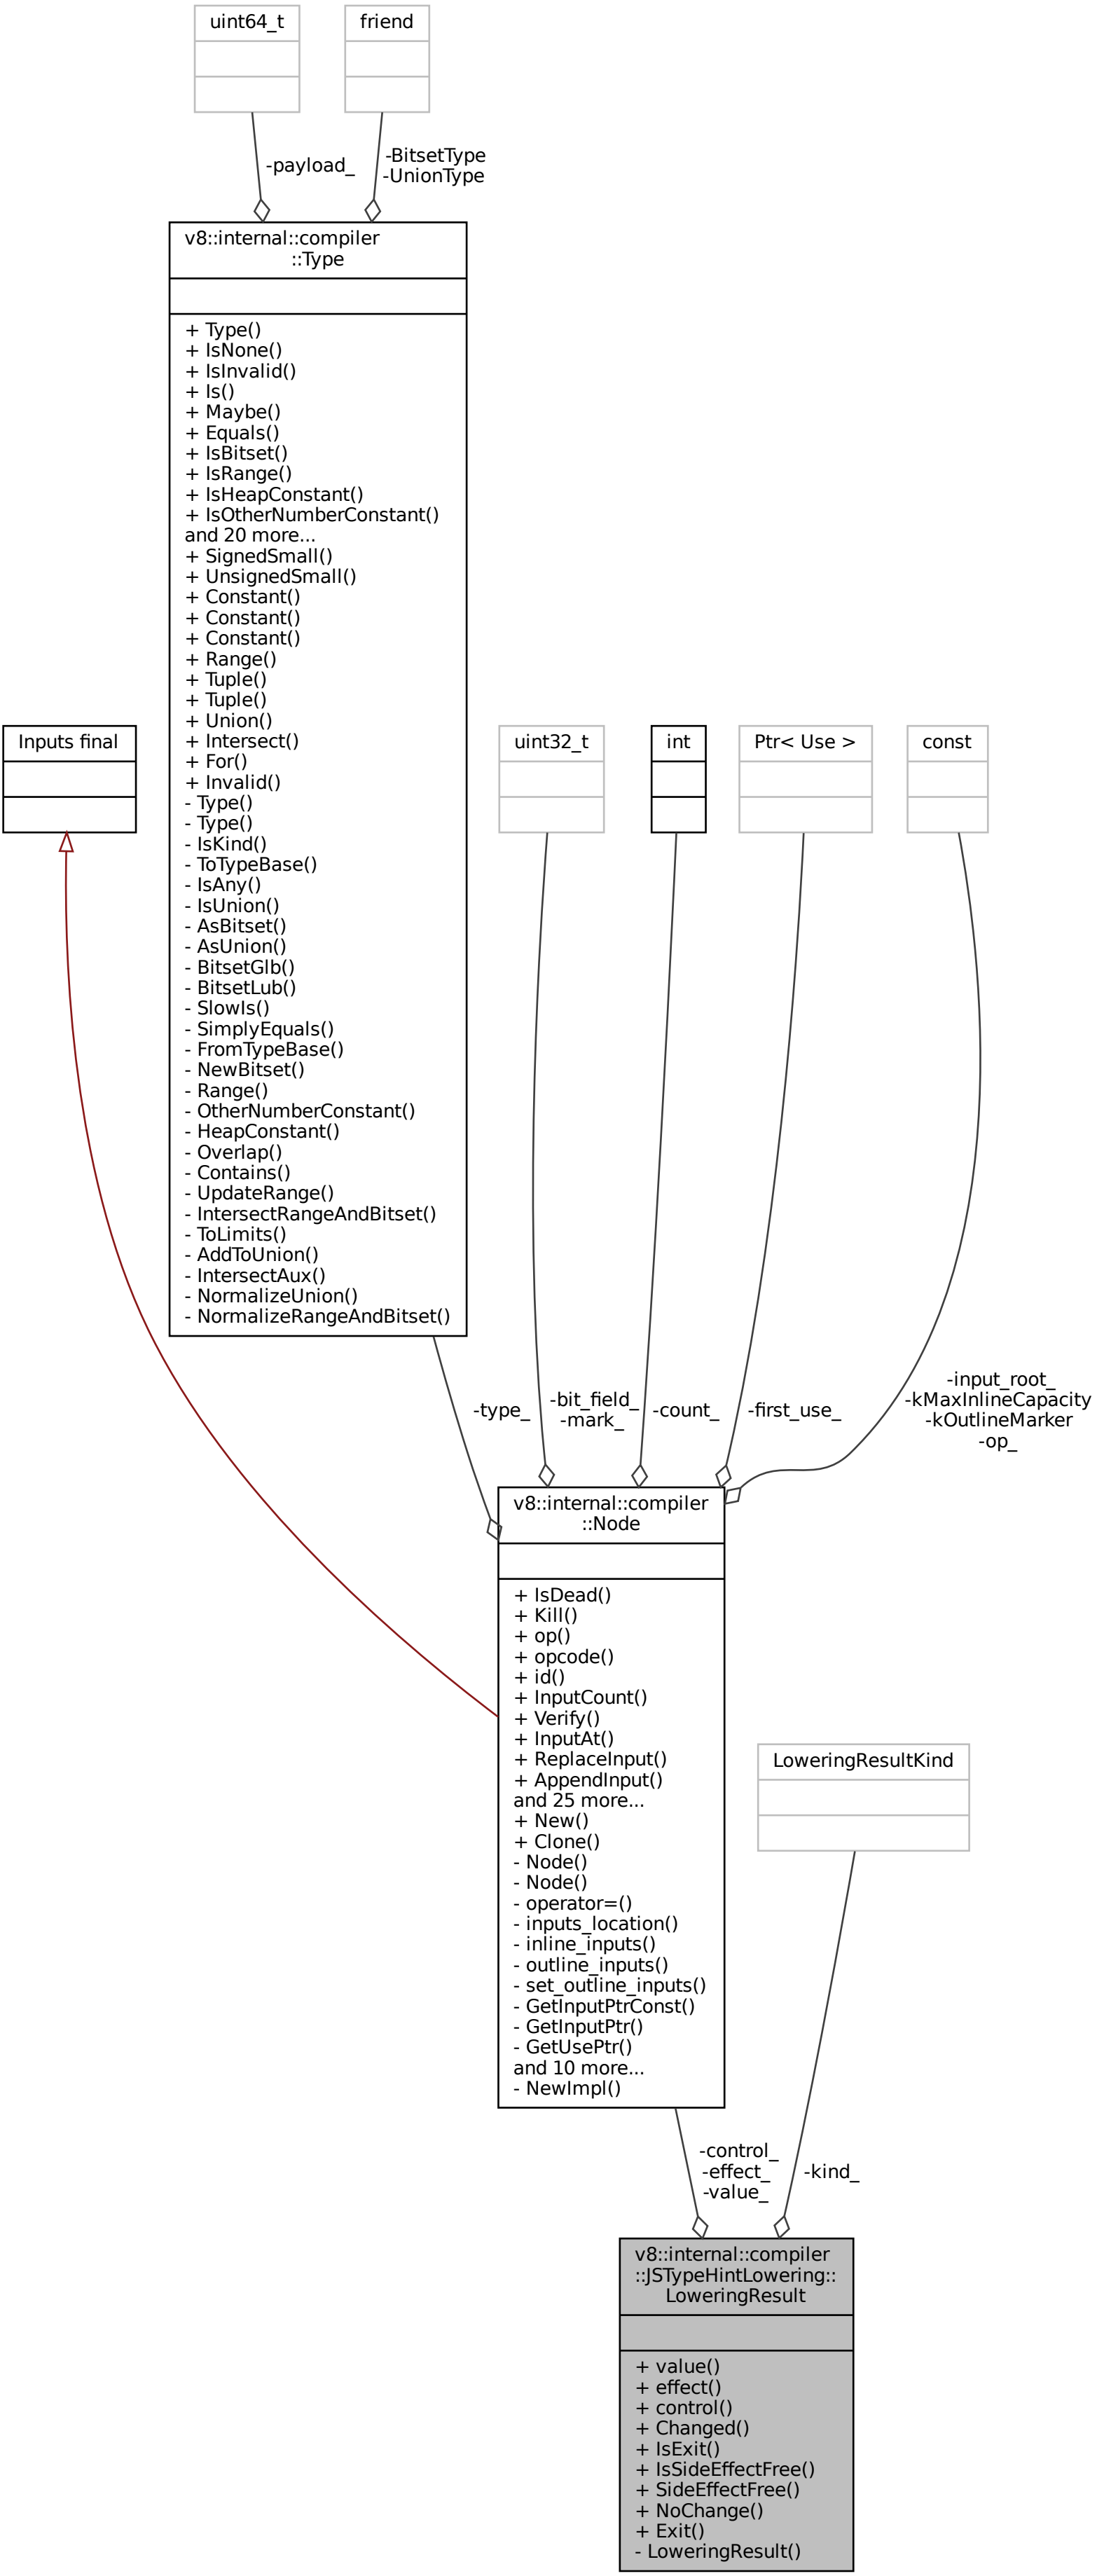 uint64_t
friend
-payload_
-BitsetType
-UnionType
v8::internal::compiler
::Type
+ Type()
+ IsNone()
+ IsInvalid()
+ Is()
+ Maybe()
+ Equals()
+ IsBitset()
+ IsRange()
+ IsHeapConstant()
+ IsOtherNumberConstant()
and 20 more...
+ SignedSmall()
+ UnsignedSmall()
+ Constant()
+ Constant()
+ Constant()
+ Range()
+ Tuple()
+ Tuple()
+ Union()
+ Intersect()
+ For()
+ Invalid()
- Type()
- Type()
- IsKind()
- ToTypeBase()
- IsAny()
- IsUnion()
- AsBitset()
- AsUnion()
- BitsetGlb()
- BitsetLub()
- SlowIs()
- SimplyEquals()
- FromTypeBase()
- NewBitset()
- Range()
- OtherNumberConstant()
- HeapConstant()
- Overlap()
- Contains()
- UpdateRange()
- IntersectRangeAndBitset()
- ToLimits()
- AddToUnion()
- IntersectAux()
- NormalizeUnion()
- NormalizeRangeAndBitset()
Inputs final
uint32_t
int
Ptr< Use >
const
-type_
-bit_field_
-mark_
-count_
-first_use_
-input_root_
-kMaxInlineCapacity
-kOutlineMarker
-op_
v8::internal::compiler
::Node
+ IsDead()
+ Kill()
+ op()
+ opcode()
+ id()
+ InputCount()
+ Verify()
+ InputAt()
+ ReplaceInput()
+ AppendInput()
and 25 more...
+ New()
+ Clone()
- Node()
- Node()
- operator=()
- inputs_location()
- inline_inputs()
- outline_inputs()
- set_outline_inputs()
- GetInputPtrConst()
- GetInputPtr()
- GetUsePtr()
and 10 more...
- NewImpl()
LoweringResultKind
-control_
-effect_
-value_
-kind_
v8::internal::compiler
::JSTypeHintLowering::
LoweringResult
+ value()
+ effect()
+ control()
+ Changed()
+ IsExit()
+ IsSideEffectFree()
+ SideEffectFree()
+ NoChange()
+ Exit()
- LoweringResult()